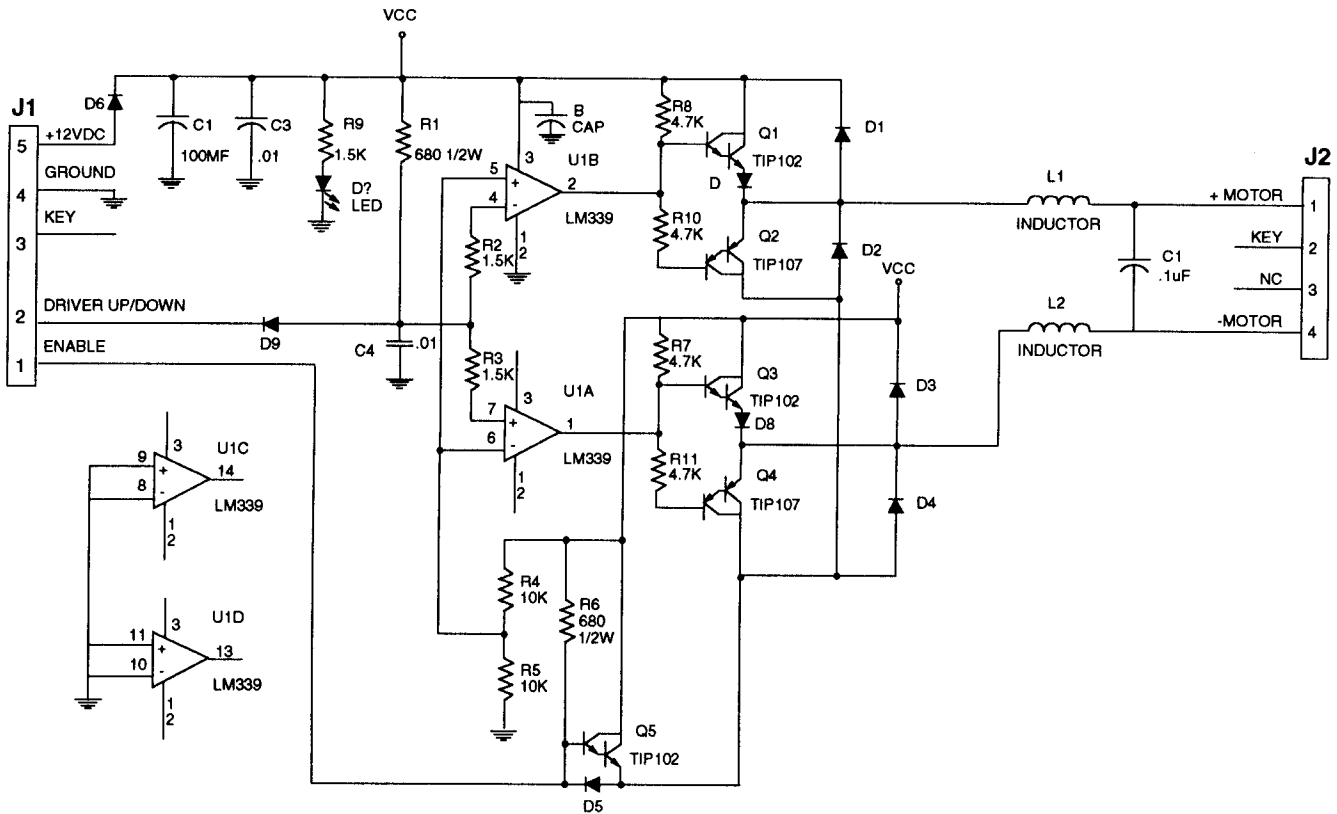 VCC
J1
D6
5
+12VDC
GROUND
4
KEY
3
DRIVER UP/DOWN
2
ENABLE
1
D9
C1
100MF
C3
.01
R9
1.5K
D?
LED
R1
680 1/2W
C4
.01
B
CAP
3
5
+
4
-
U1B
2
LM339
1
2
R2
1.5K
R3
1.5K
3
7
+
6
-
U1A
1
LM339
1
2
R8
4.7K
R10
4.7K
Q1
TIP102
D
Q2
TIP107
D1
D2
VCC
R7
4.7K
R11
4.7K
Q3
TIP102
D8
Q4
TIP107
D3
D4
L1
INDUCTOR
L2
INDUCTOR
C1
.1uF
J2
+ MOTOR
1
KEY
2
NC
3
-MOTOR
4
3
9
+
8
-
U1C
14
LM339
1
2
3
11
+
10
-
U1D
13
LM339
1
2
R4
10K
R5
10K
R6
680
1/2W
Q5
TIP102
D5